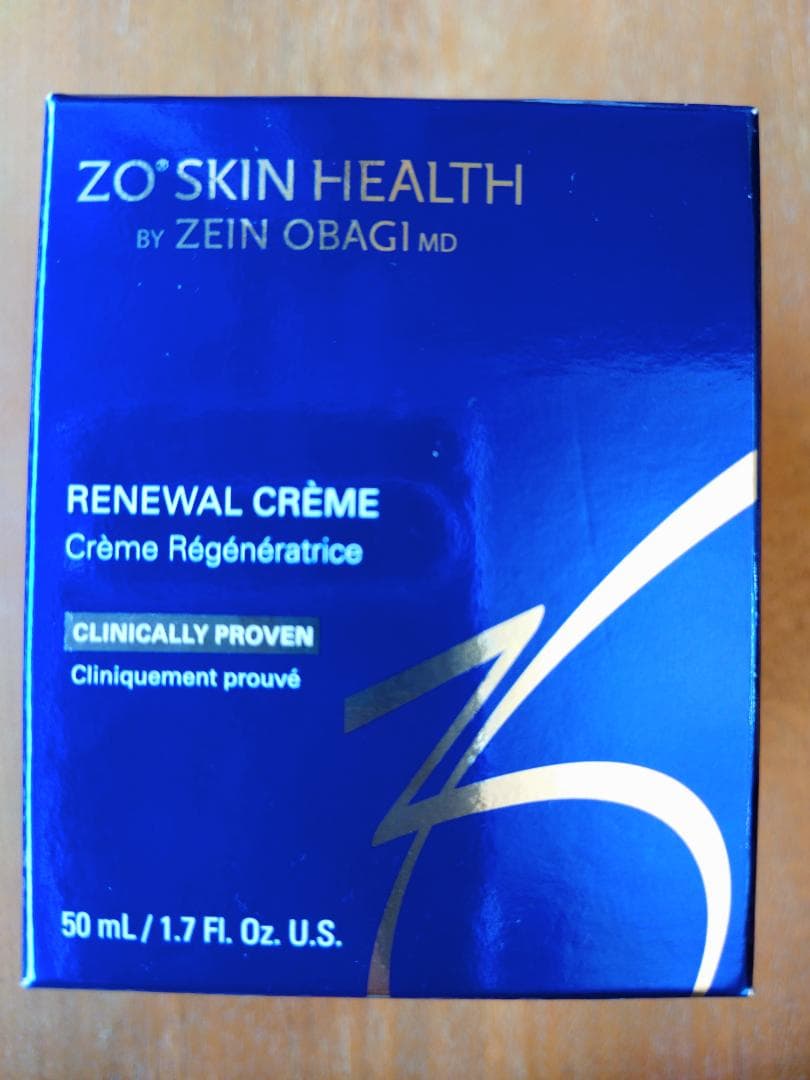 ZO® SKIN HEALTH
BY ZEIN OBAGI MD
RENEWAL CRÈME
Crème Régénératrice
CLINICALLY PROVEN
Cliniquement prouvé
50 mL / 1.7 Fl. Oz. U.S.